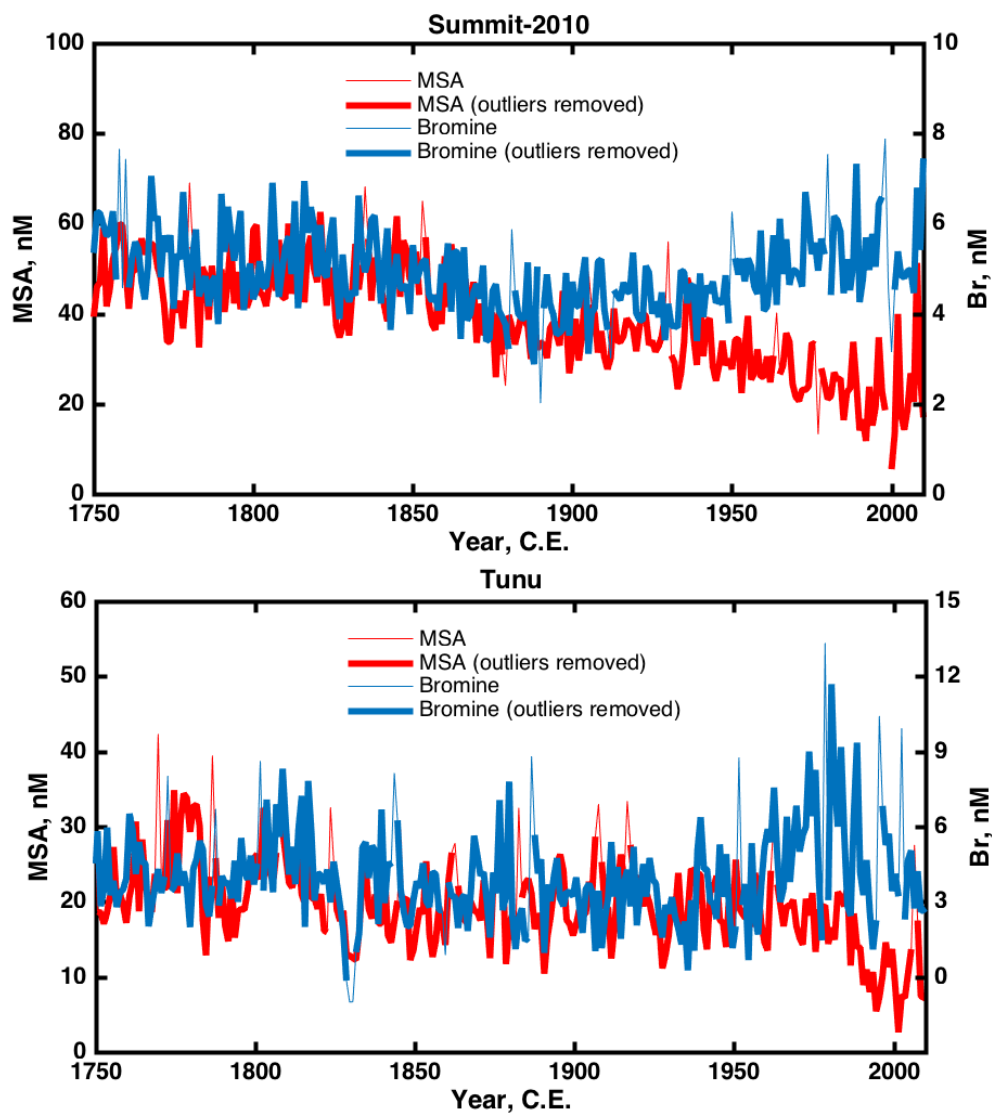 Summit-2010
100
80
60
40
20
0
MSA, nM
10
8
6
4
2
0
Br, nM
MSA
MSA (outliers removed)
Bromine
Bromine (outliers removed)
1750 1800 1850 1900 1950 2000
Year, C.E.
Tunu
60
50
40
30
20
10
0
MSA, nM
15
12
9
6
3
0
Br, nM
MSA
MSA (outliers removed)
Bromine
Bromine (outliers removed)
1750 1800 1850 1900 1950 2000
Year, C.E.